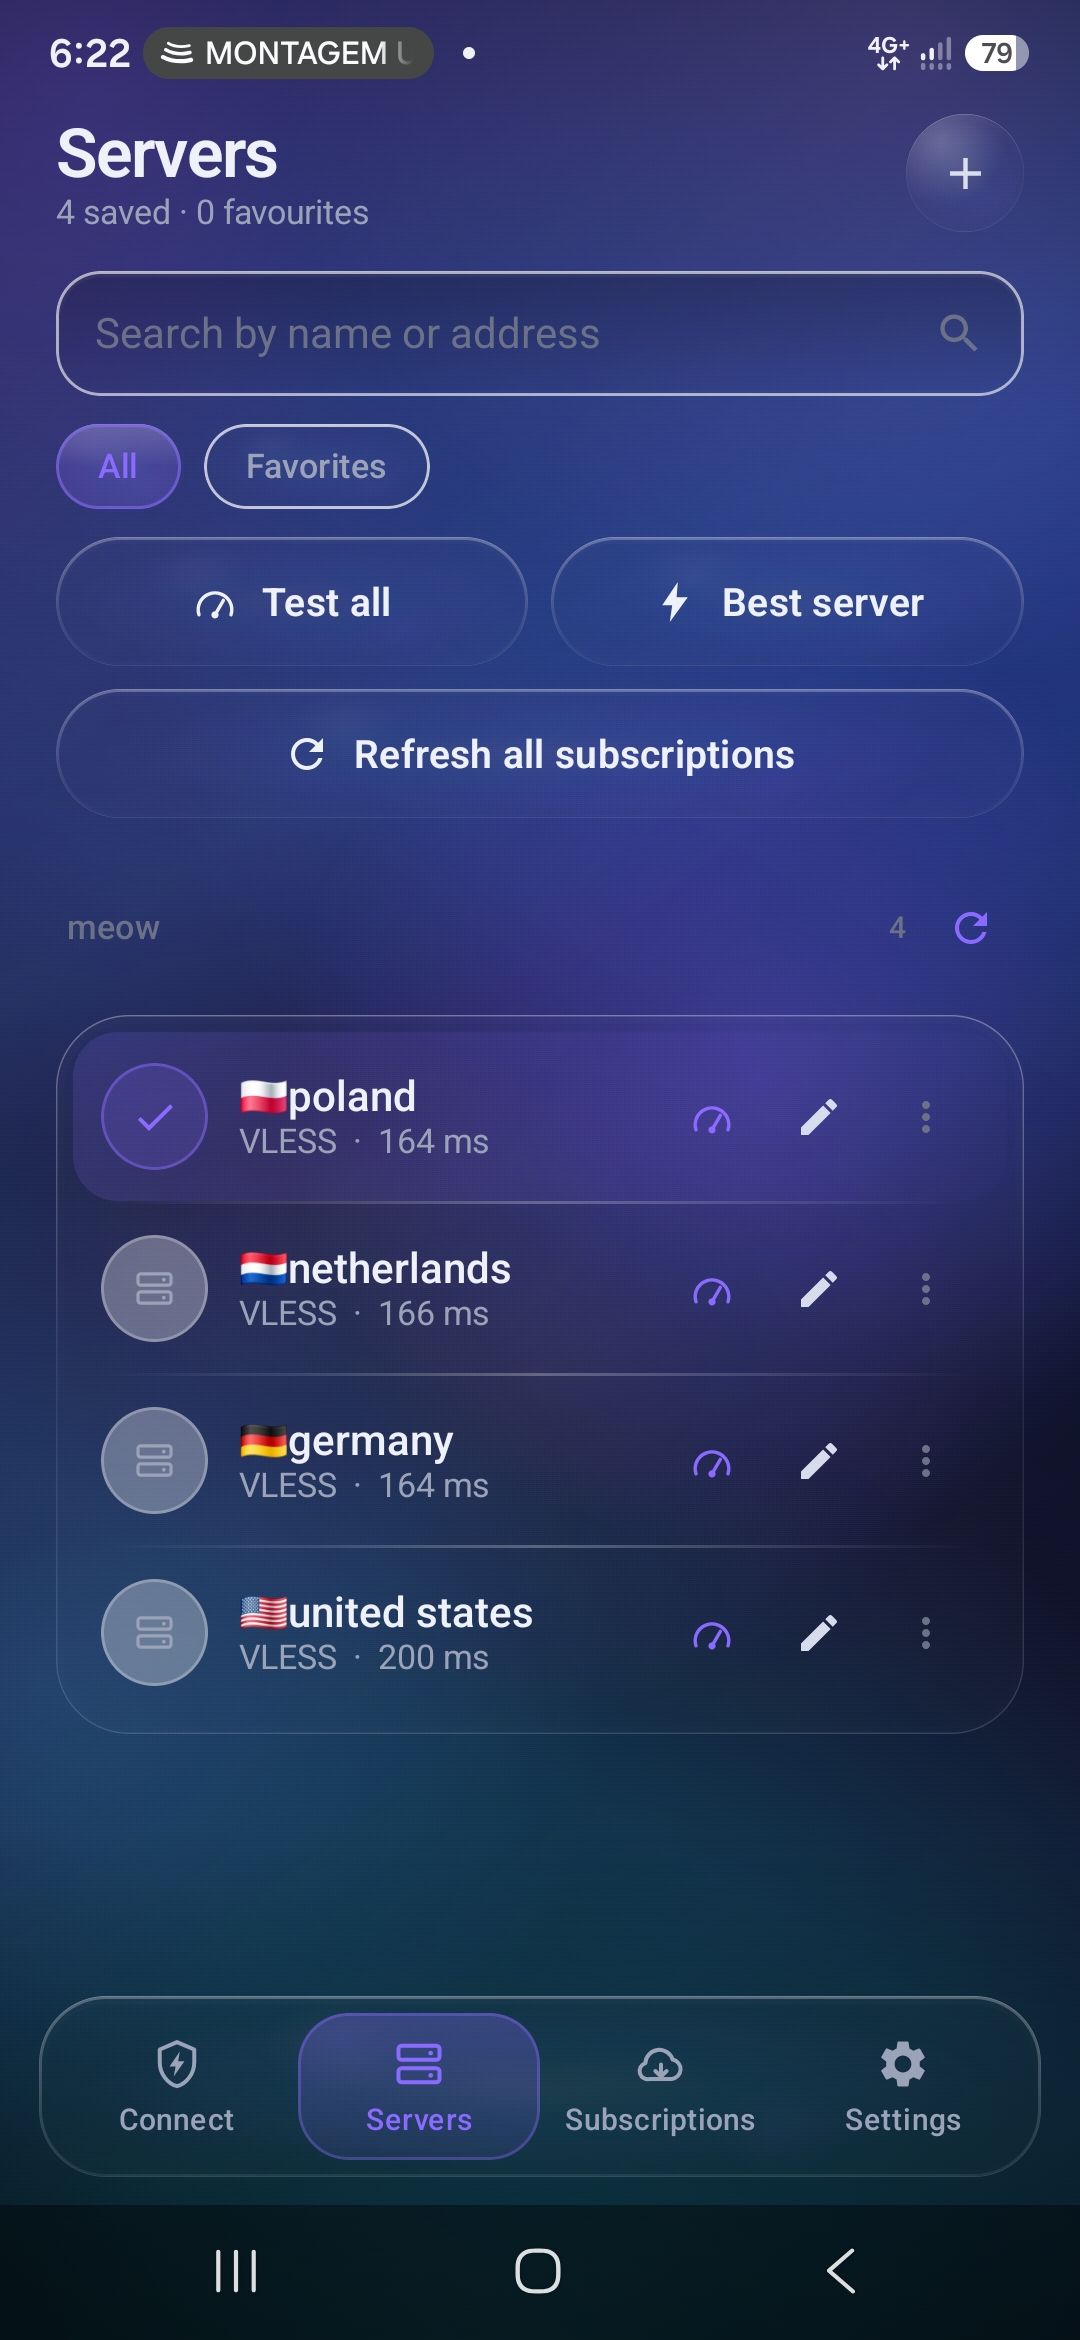 6:22 MONTAGEM 4G+ 79
Servers
4 saved · 0 favourites
Search by name or address
All Favorites
Test all Best server
Refresh all subscriptions
meow 4
🇵🇱poland
VLESS · 164 ms
🇳🇱netherlands
VLESS · 166 ms
🇩🇪germany
VLESS · 164 ms
🇺🇸united states
VLESS · 200 ms
Connect Servers Subscriptions Settings